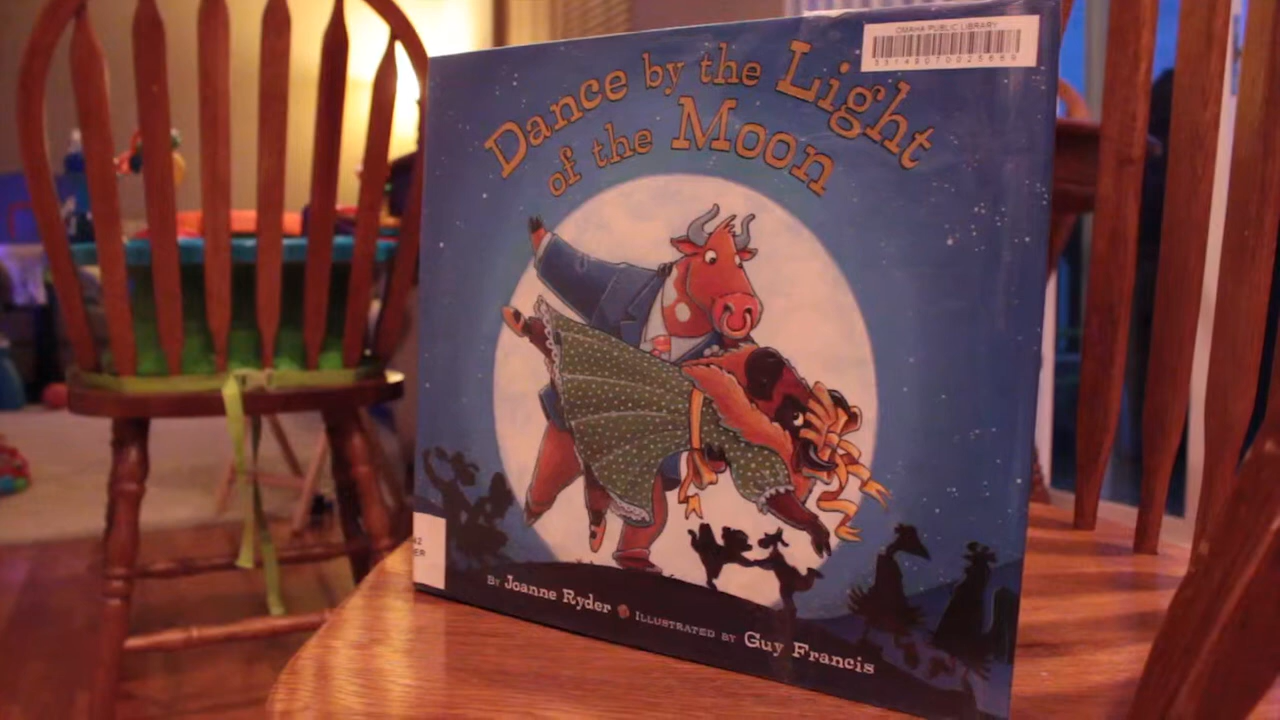 OMAHA PUBLIC LIBRARY
Dance by the Light
of the Moon
BY Joanne Ryder ILLUSTRATED BY Guy Francis